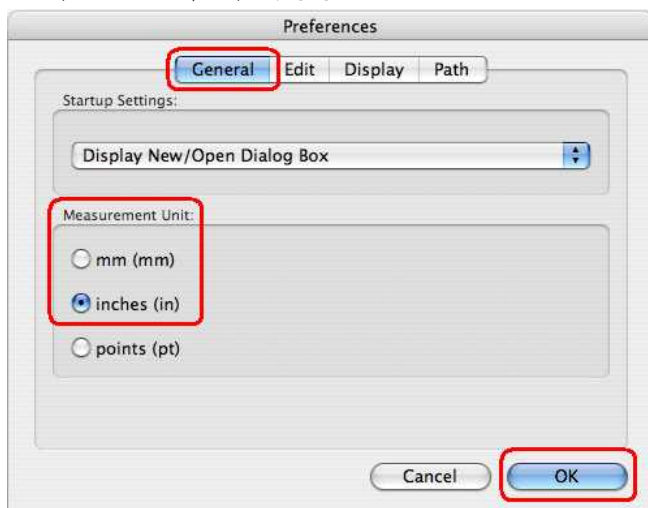 Preferences
General Edit Display Path
Startup Settings:
Display New/Open Dialog Box
Measurement Unit:
mm (mm)
inches (in)
points (pt)
Cancel OK